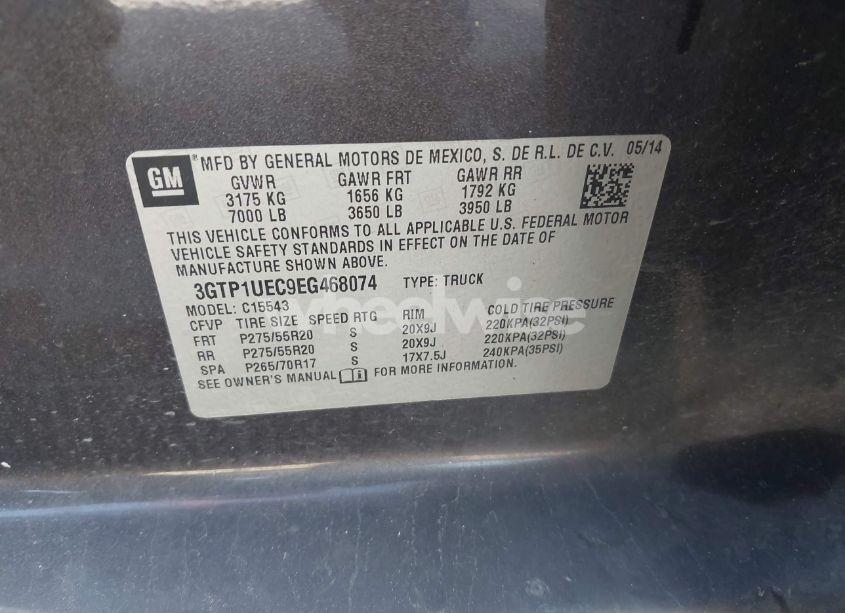 GM
® MFD BY GENERAL MOTORS DE MEXICO, S. DE R.L. DE C.V. 05/14
GVWR GAWR FRT GAWR RR
3175 KG 1656 KG 1792 KG
7000 LB 3650 LB 3950 LB
THIS VEHICLE CONFORMS TO ALL APPLICABLE U.S. FEDERAL MOTOR
VEHICLE SAFETY STANDARDS IN EFFECT ON THE DATE OF
MANUFACTURE SHOWN ABOVE.
3GTP1UEC9EG468074 TYPE: TRUCK
MODEL: C15543
CFVP TIRE SIZE SPEED RTG RIM COLD TIRE PRESSURE
FRT P275/55R20 S 20X9J 220KPA(32PSI)
RR P275/55R20 S 20X9J 220KPA(32PSI)
SPA P265/70R17 S 17X7.5J 240KPA(35PSI)
SEE OWNER'S MANUAL FOR MORE INFORMATION.